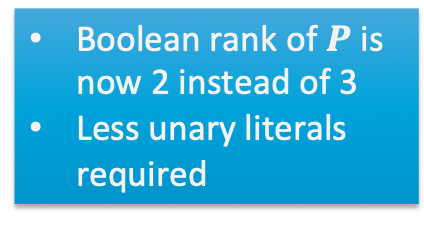 • Boolean rank of P is
now 2 instead of 3
• Less unary literals
required